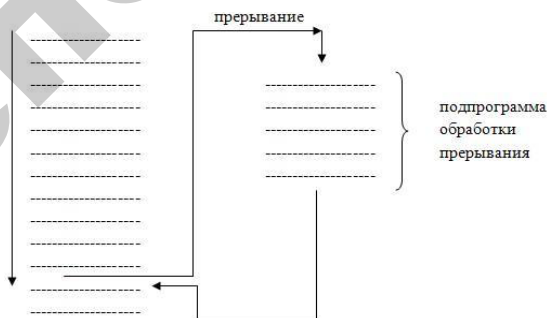 прерывание
подпрограмма
обработки
прерывания